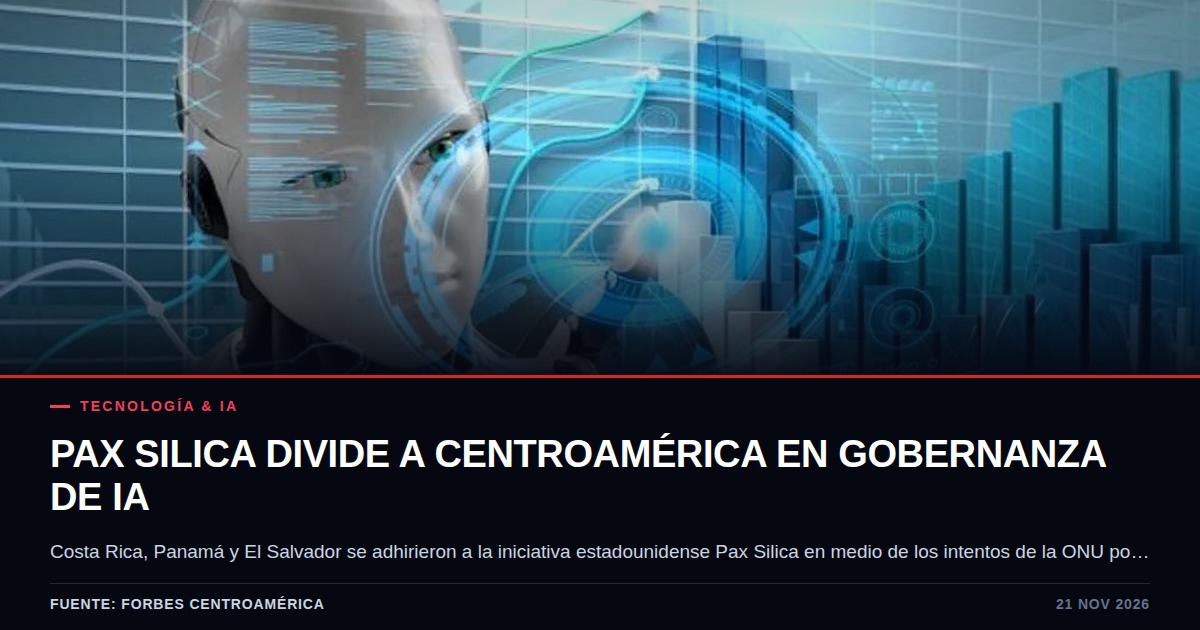 TECNOLOGÍA & IA
PAX SILICA DIVIDE A CENTROAMÉRICA EN GOBERNANZA
DE IA
Costa Rica, Panamá y El Salvador se adhirieron a la iniciativa estadounidense Pax Silica en medio de los intentos de la ONU po…
FUENTE: FORBES CENTROAMÉRICA
21 NOV 2026